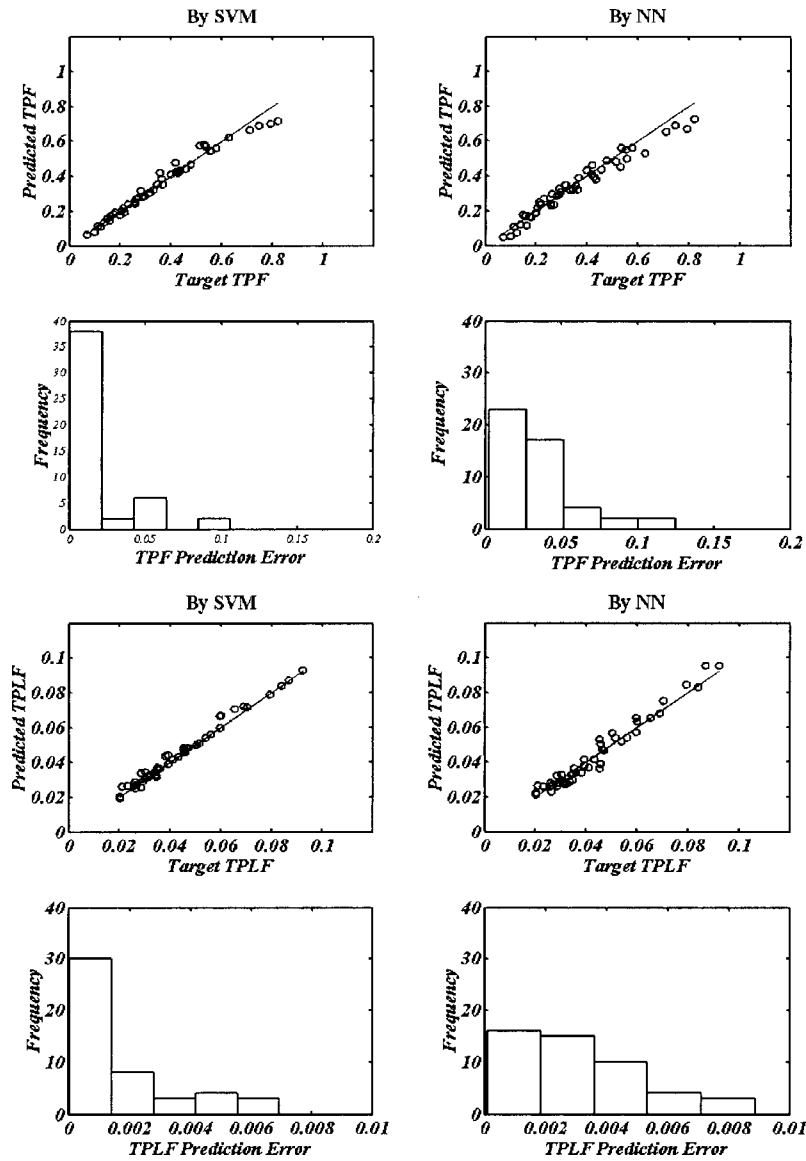 By SVM
By NN
Predicted TPF
1
0.8
0.6
0.4
0.2
0
0 0.2 0.4 0.6 0.8 1
Target TPF
Predicted TPF
1
0.8
0.6
0.4
0.2
0
0 0.2 0.4 0.6 0.8 1
Target TPF
Frequency
40
35
30
25
20
15
10
5
0
0 0.05 0.1 0.15 0.2
TPF Prediction Error
Frequency
40
30
20
10
0
0 0.05 0.1 0.15 0.2
TPF Prediction Error
By SVM
By NN
Predicted TPLF
0.1
0.08
0.06
0.04
0.02
0
0 0.02 0.04 0.06 0.08 0.1
Target TPLF
Predicted TPLF
0.1
0.08
0.06
0.04
0.02
0
0 0.02 0.04 0.06 0.08 0.1
Target TPLF
Frequency
40
30
20
10
0
0 0.002 0.004 0.006 0.008 0.01
TPLF Prediction Error
Frequency
40
30
20
10
0
0 0.002 0.004 0.006 0.008 0.01
TPLF Prediction Error